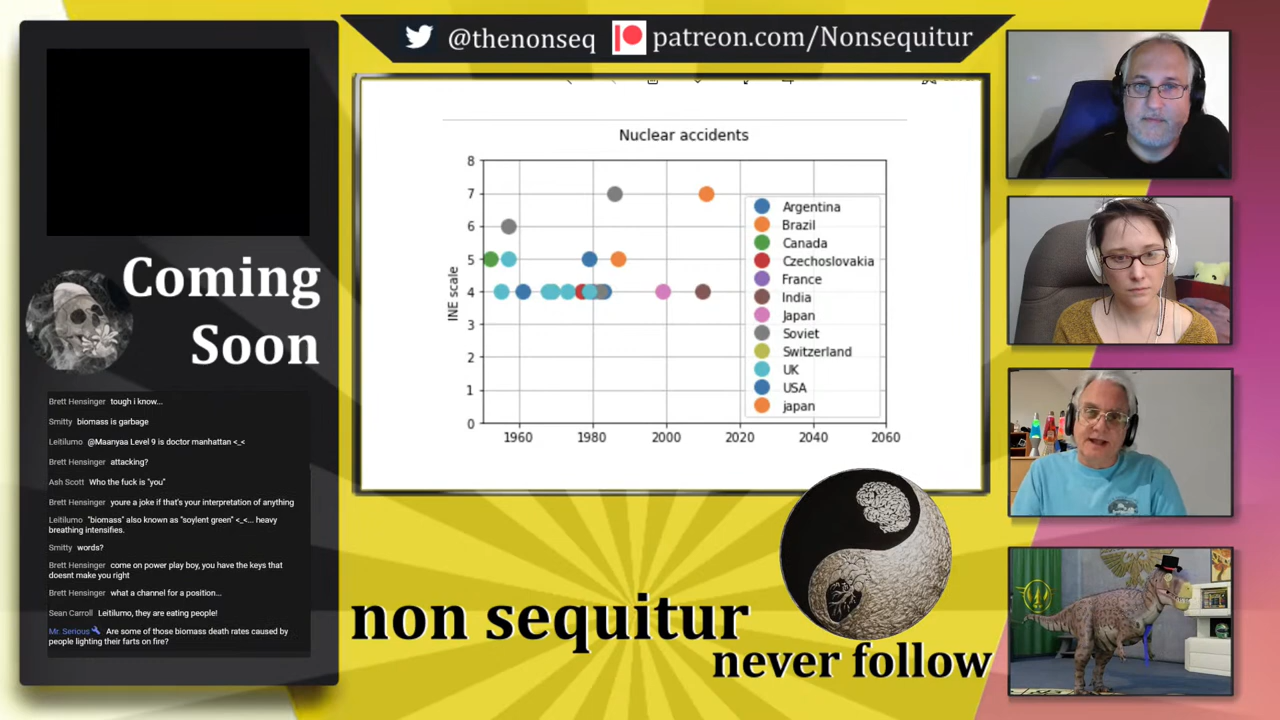 @thenonseq
patreon.com/Nonsequitur
Coming
Soon
Brett Hensinger tough i know...
Smitty biomass is garbage
Leitilumo @Maanyaa Level 9 is doctor manhattan <_<
Brett Hensinger attacking?
Ash Scott Who the fuck is "you"
Brett Hensinger youre a joke if that's your interpretation of anything
Leitilumo "biomass" also known as "soylent green" <_<... heavy
breathing intensifies.
Smitty words?
Brett Hensinger come on power play boy, you have the keys that
doesnt make you right
Brett Hensinger what a channel for a position...
Sean Carroll Leitilumo, they are eating people!
Mr. Serious Are some of those biomass death rates caused by
people lighting their farts on fire?
Nuclear accidents
INE scale
8
7
6
5
4
3
2
1
0
1960 1980 2000 2020 2040 2060
Argentina
Brazil
Canada
Czechoslovakia
France
India
Japan
Soviet
Switzerland
UK
USA
japan
non sequitur
never follow